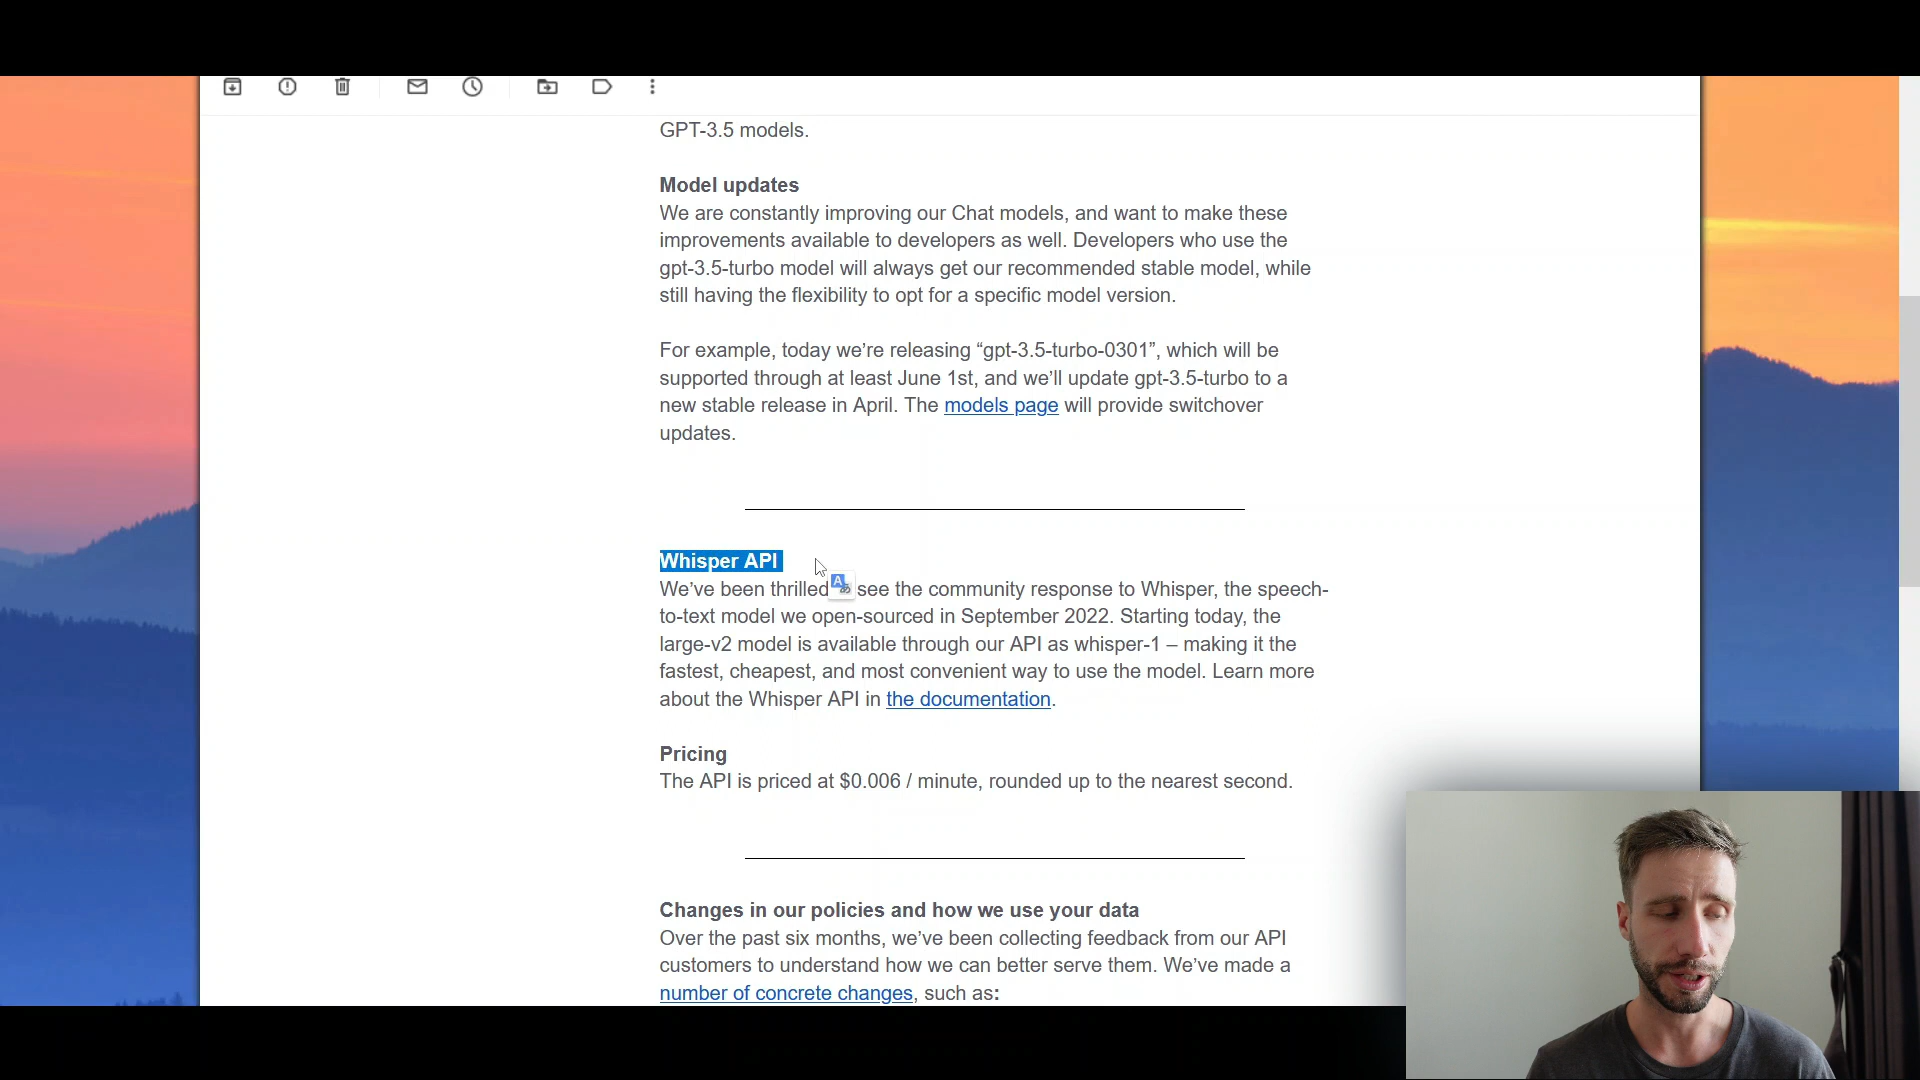 GPT-3.5 models.
Model updates
We are constantly improving our Chat models, and want to make these
improvements available to developers as well. Developers who use the
gpt-3.5-turbo model will always get our recommended stable model, while
still having the flexibility to opt for a specific model version.
For example, today we’re releasing “gpt-3.5-turbo-0301”, which will be
supported through at least June 1st, and we’ll update gpt-3.5-turbo to a
new stable release in April. The models page will provide switchover
updates.
Whisper API
We’ve been thrilled see the community response to Whisper, the speech-
to-text model we open-sourced in September 2022. Starting today, the
large-v2 model is available through our API as whisper-1 – making it the
fastest, cheapest, and most convenient way to use the model. Learn more
about the Whisper API in the documentation.
Pricing
The API is priced at $0.006 / minute, rounded up to the nearest second.
Changes in our policies and how we use your data
Over the past six months, we’ve been collecting feedback from our API
customers to understand how we can better serve them. We’ve made a
number of concrete changes, such as: